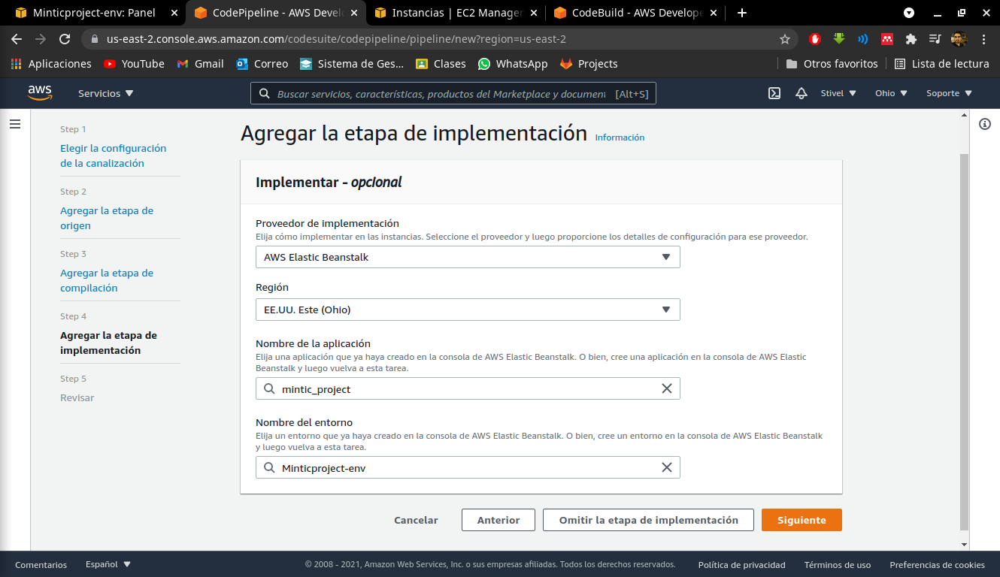 Minticproject-env: Panel
CodePipeline - AWS Develo
Instancias | EC2 Manager
CodeBuild - AWS Develope
us-east-2.console.aws.amazon.com/codesuite/codepipeline/pipeline/new?region=us-east-2
Aplicaciones
YouTube
Gmail
Correo
Sistema de Ges...
Clases
WhatsApp
Projects
Otros favoritos
Lista de lectura
aws
Servicios
Buscar servicios, características, productos del Marketplace y document
[Alt+S]
Stivel
Ohio
Soporte
Step 1
Elegir la configuración
de la canalización
Step 2
Agregar la etapa de
origen
Step 3
Agregar la etapa de
compilación
Step 4
Agregar la etapa de
implementación
Step 5
Revisar
Agregar la etapa de implementación Información
Implementar - opcional
Proveedor de implementación
Elija cómo implementar en las instancias. Seleccione el proveedor y luego proporcione los detalles de configuración para ese proveedor.
AWS Elastic Beanstalk
Región
EE.UU. Este (Ohio)
Nombre de la aplicación
Elija una aplicación que ya haya creado en la consola de AWS Elastic Beanstalk. O bien, cree una aplicación en la consola de AWS Elastic
Beanstalk y luego vuelva a esta tarea.
mintic_project
Nombre del entorno
Elija un entorno que ya haya creado en la consola de AWS Elastic Beanstalk. O bien, cree un entorno en la consola de AWS Elastic Beanstalk
y luego vuelva a esta tarea.
Minticproject-env
Cancelar
Anterior
Omitir la etapa de implementación
Siguiente
Comentarios
Español
© 2008 - 2021, Amazon Web Services, Inc. o sus empresas afiliadas. Todos los derechos reservados.
Política de privacidad
Términos de uso
Preferencias de cookies